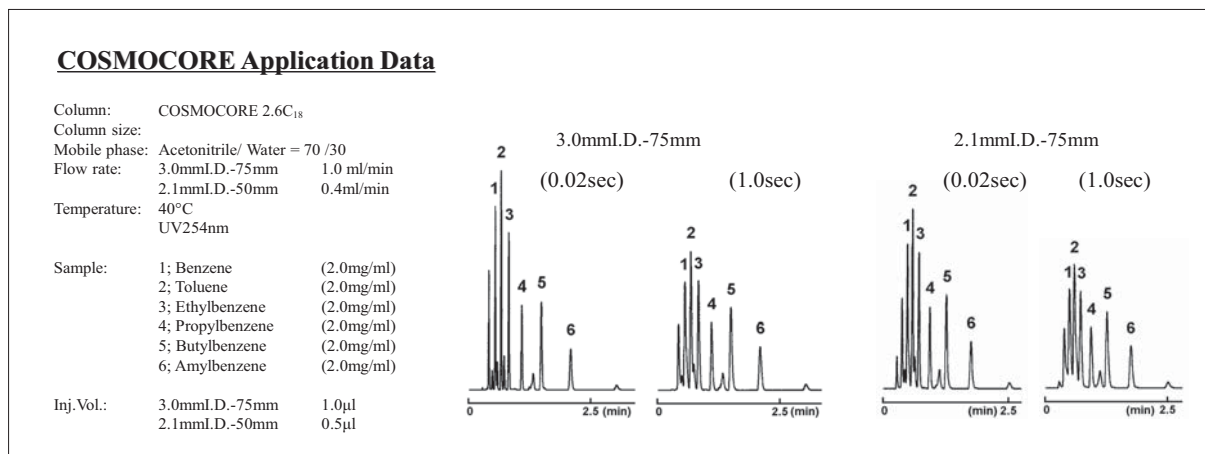 COSMOCORE Application Data
Column: COSMOCORE 2.6C₁₈
Column size:
Mobile phase: Acetonitrile/ Water = 70 /30
Flow rate: 3.0mmI.D.-75mm 1.0 ml/min
2.1mmI.D.-50mm 0.4ml/min
Temperature: 40°C
UV254nm
Sample: 1; Benzene (2.0mg/ml)
2; Toluene (2.0mg/ml)
3; Ethylbenzene (2.0mg/ml)
4; Propylbenzene (2.0mg/ml)
5; Butylbenzene (2.0mg/ml)
6; Amylbenzene (2.0mg/ml)
Inj.Vol.: 3.0mmI.D.-75mm 1.0µl
2.1mmI.D.-50mm 0.5µl
3.0mmI.D.-75mm
(0.02sec)
1 2 3 4 5 6
0 2.5 (min)
(1.0sec)
1 2 3 4 5 6
0 2.5 (min)
2.1mmI.D.-75mm
(0.02sec)
1 2 3 4 5 6
0 (min) 2.5
(1.0sec)
1 2 3 4 5 6
0 (min) 2.5